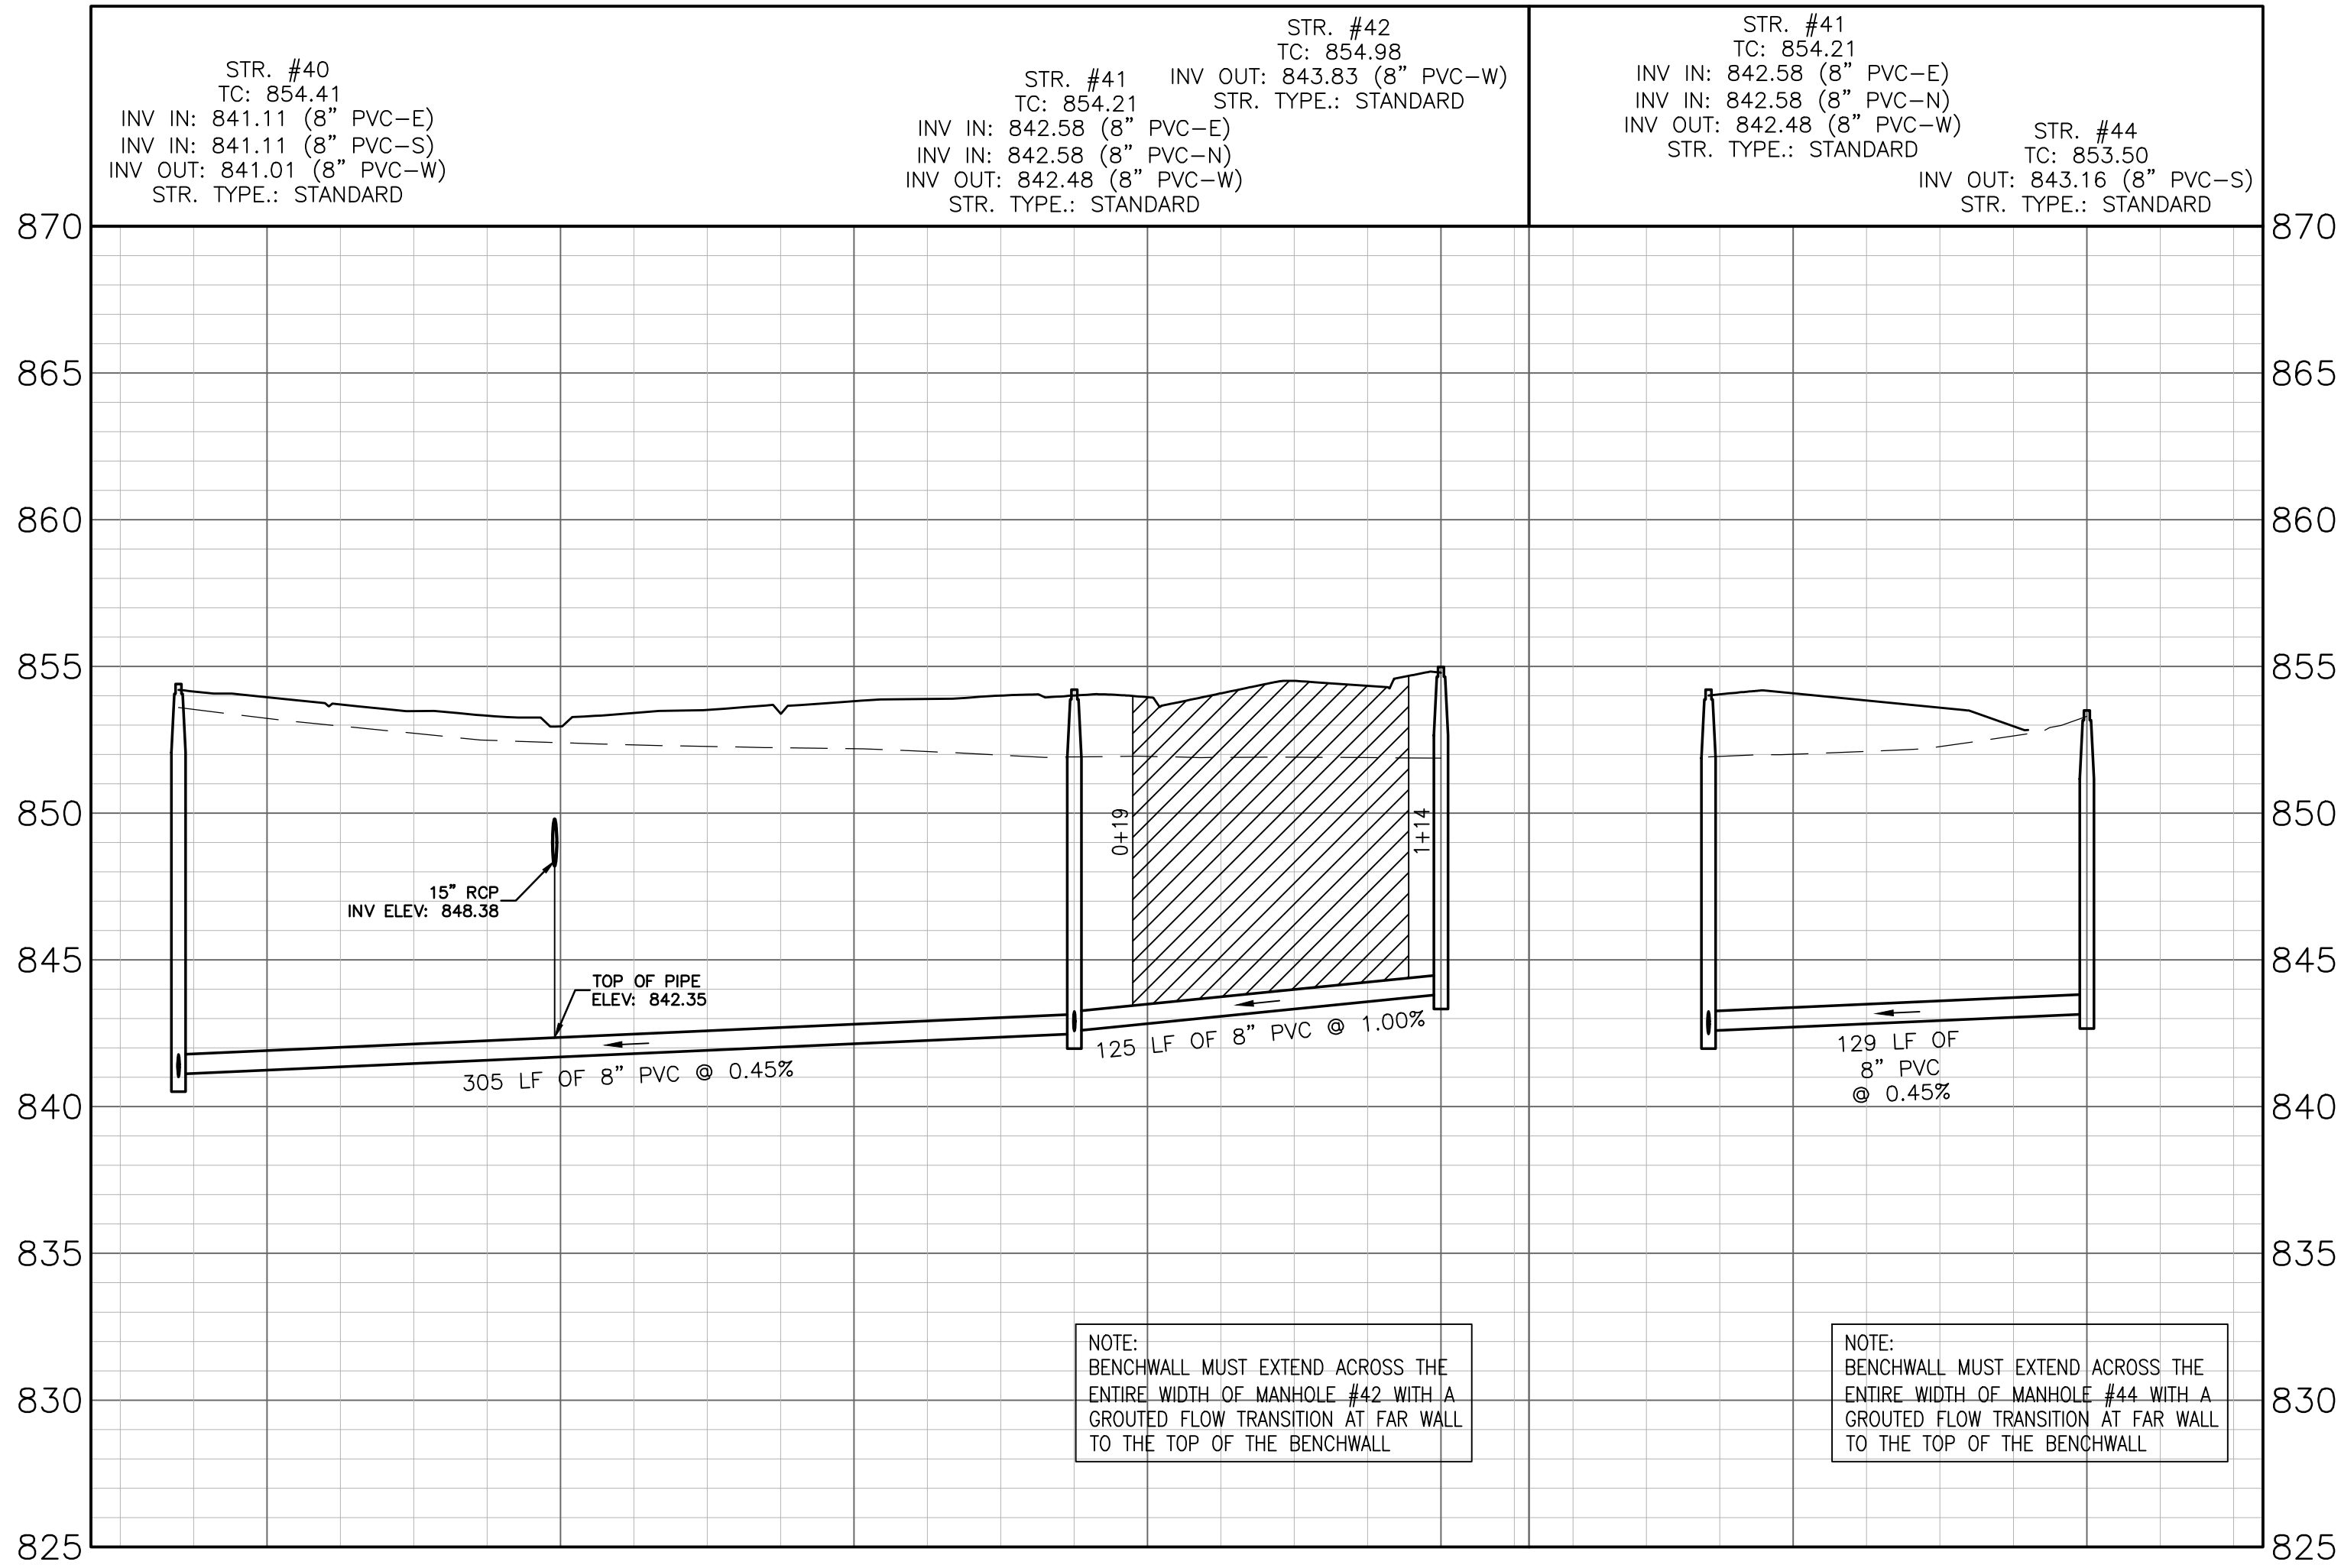 STR. #40
TC: 854.41
INV IN: 841.11 (8" PVC-E)
INV IN: 841.11 (8" PVC-S)
INV OUT: 841.01 (8" PVC-W)
STR. TYPE.: STANDARD
STR. #41
TC: 854.21
INV IN: 842.58 (8" PVC-E)
INV IN: 842.58 (8" PVC-N)
INV OUT: 842.48 (8" PVC-W)
STR. TYPE.: STANDARD
STR. #42
TC: 854.98
INV OUT: 843.83 (8" PVC-W)
STR. TYPE.: STANDARD
STR. #41
TC: 854.21
INV IN: 842.58 (8" PVC-E)
INV IN: 842.58 (8" PVC-N)
INV OUT: 842.48 (8" PVC-W)
STR. TYPE.: STANDARD
STR. #44
TC: 853.50
INV OUT: 843.16 (8" PVC-S)
STR. TYPE.: STANDARD
870
865
860
855
850
845
840
835
830
825
15" RCP
INV ELEV: 848.38
TOP OF PIPE
ELEV: 842.35
305 LF OF 8" PVC @ 0.45%
0+19
1+14
125 LF OF 8" PVC @ 1.00%
129 LF OF
8" PVC
@ 0.45%
NOTE:
BENCHWALL MUST EXTEND ACROSS THE
ENTIRE WIDTH OF MANHOLE #42 WITH A
GROUTED FLOW TRANSITION AT FAR WALL
TO THE TOP OF THE BENCHWALL
NOTE:
BENCHWALL MUST EXTEND ACROSS THE
ENTIRE WIDTH OF MANHOLE #44 WITH A
GROUTED FLOW TRANSITION AT FAR WALL
TO THE TOP OF THE BENCHWALL
870
865
860
855
850
845
840
835
830
825